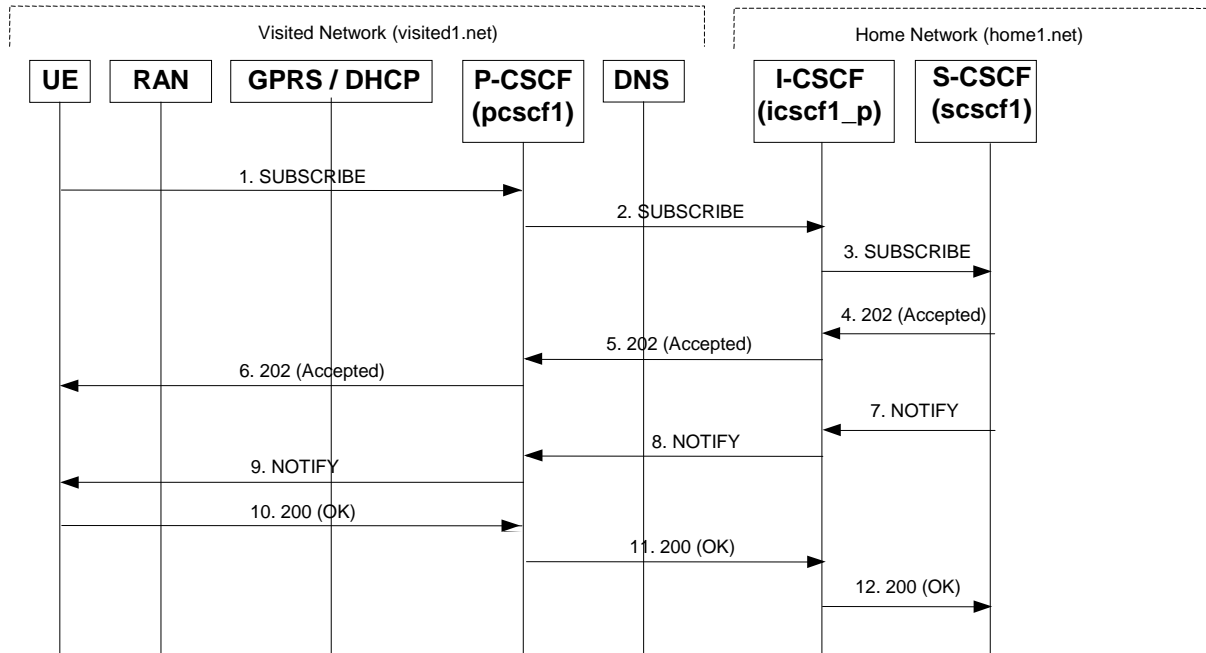 Visited Network (visited1.net)
Home Network (home1.net)
UE
RAN
GPRS / DHCP
P-CSCF
(pcscf1)
DNS
I-CSCF
(icscf1_p)
S-CSCF
(scscf1)
1. SUBSCRIBE
2. SUBSCRIBE
3. SUBSCRIBE
4. 202 (Accepted)
5. 202 (Accepted)
6. 202 (Accepted)
7. NOTIFY
8. NOTIFY
9. NOTIFY
10. 200 (OK)
11. 200 (OK)
12. 200 (OK)